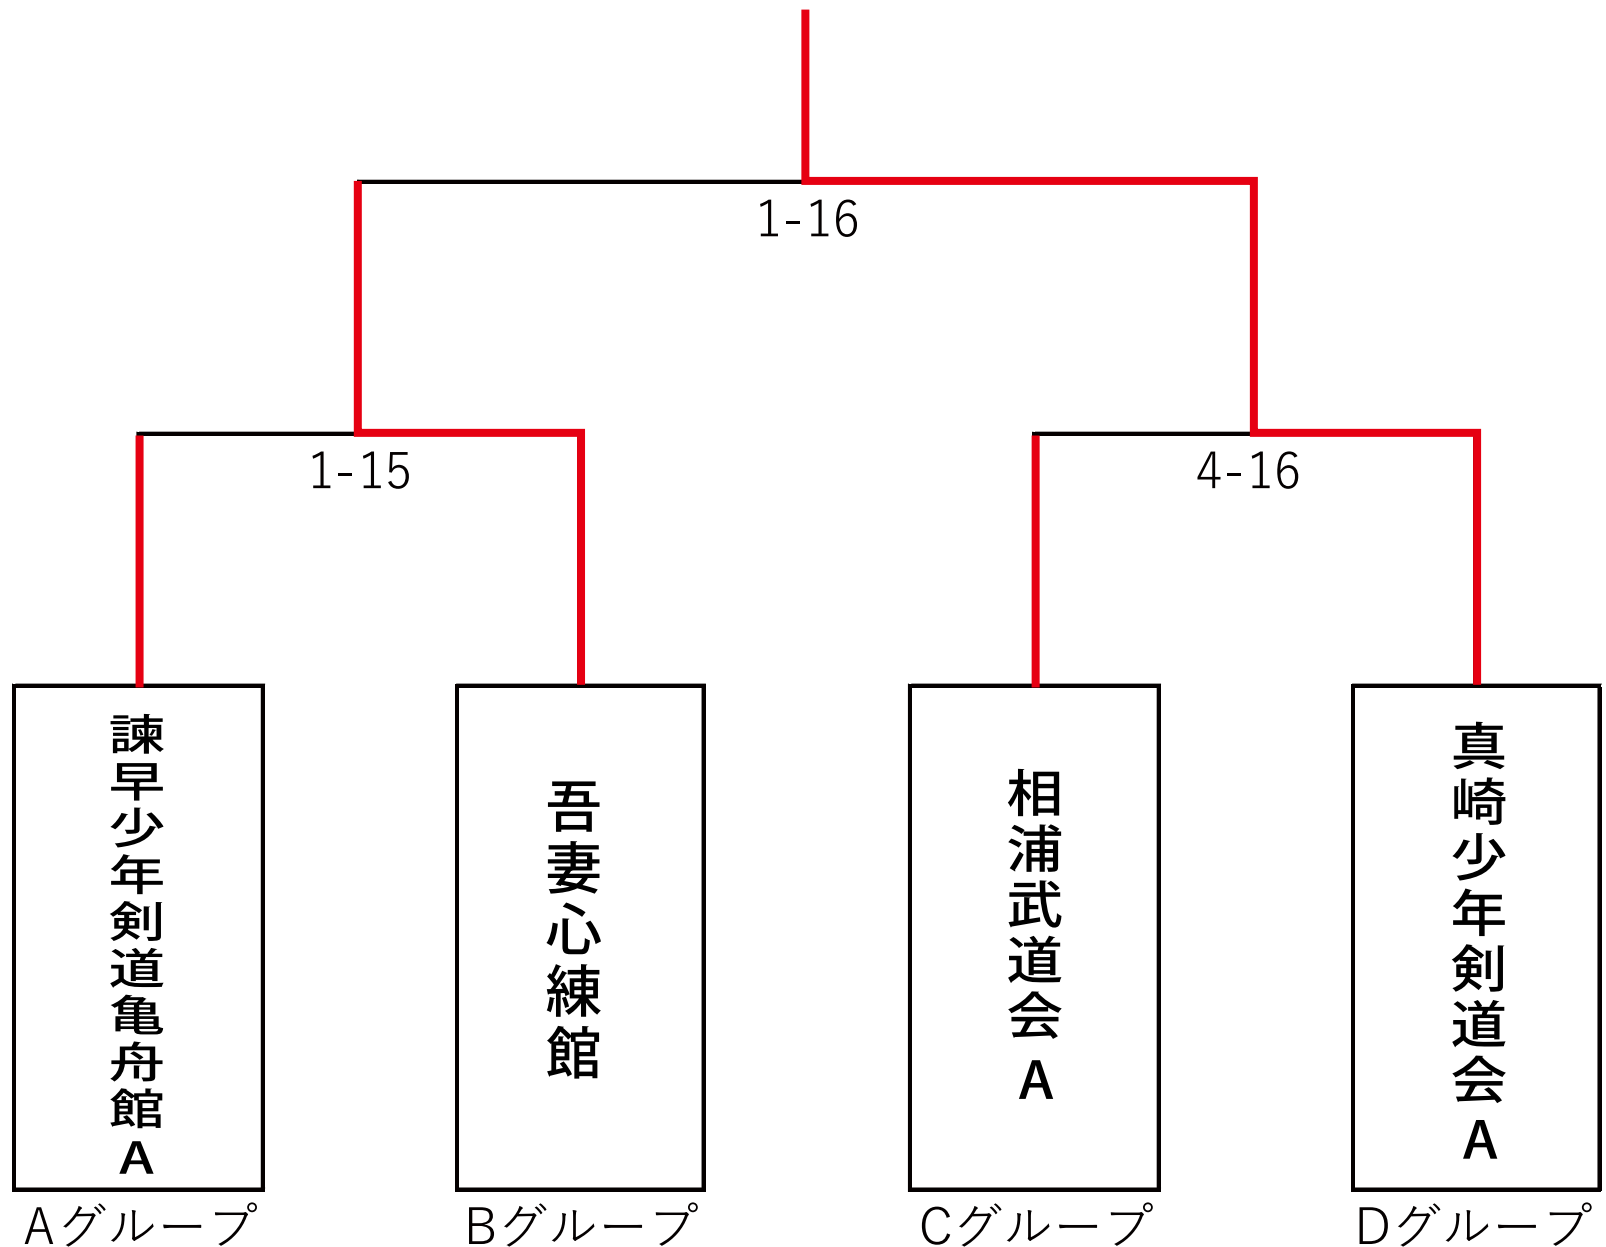 1-16
1-15
4-16
諫早少年剣道亀舟館A
吾妻心練館
相浦武道会A
真崎少年剣道会A
Aグループ
Bグループ
Cグループ
Dグループ